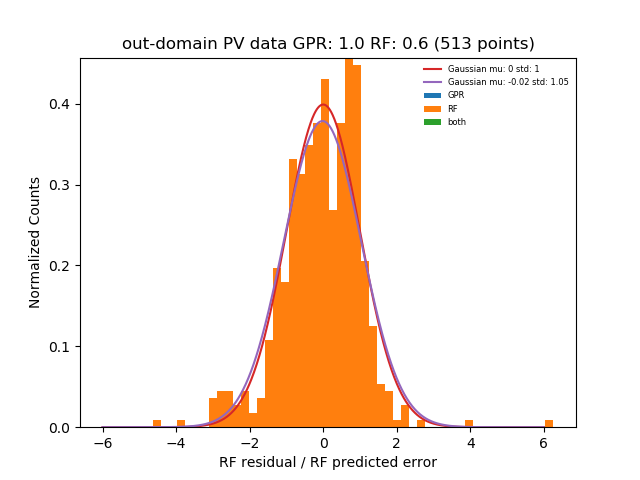 out-domain PV data GPR: 1.0 RF: 0.6 (513 points)
Gaussian mu: 0 std: 1
Gaussian mu: -0.02 std: 1.05
GPR
RF
both
Normalized Counts
0.4
0.3
0.2
0.1
0.0
−6 −4 −2 0 2 4 6
RF residual / RF predicted error